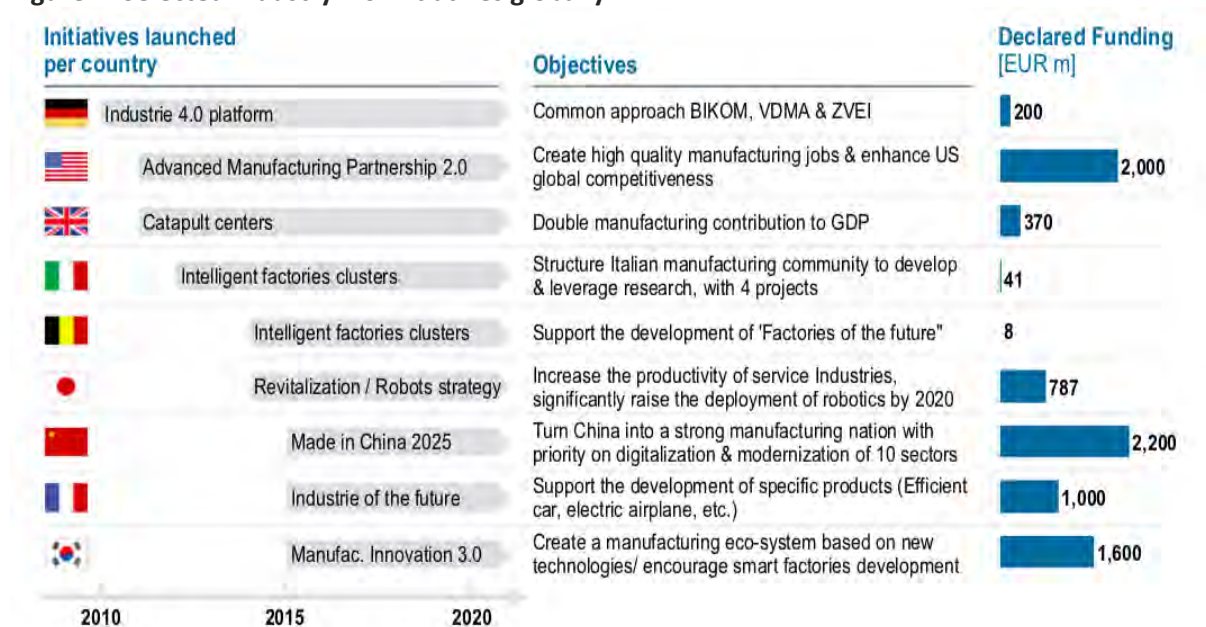 Initiatives launched
per country
Objectives
Declared Funding
[EUR m]
Industrie 4.0 platform
Common approach BIKOM, VDMA & ZVEI
200
Advanced Manufacturing Partnership 2.0
Create high quality manufacturing jobs & enhance US
global competitiveness
2,000
Catapult centers
Double manufacturing contribution to GDP
370
Intelligent factories clusters
Structure Italian manufacturing community to develop
& leverage research, with 4 projects
41
Intelligent factories clusters
Support the development of 'Factories of the future"
8
Revitalization / Robots strategy
Increase the productivity of service Industries,
significantly raise the deployment of robotics by 2020
787
Made in China 2025
Turn China into a strong manufacturing nation with
priority on digitalization & modernization of 10 sectors
2,200
Industrie of the future
Support the development of specific products (Efficient
car, electric airplane, etc.)
1,000
Manufac. Innovation 3.0
Create a manufacturing eco-system based on new
technologies/ encourage smart factories development
1,600
2010
2015
2020